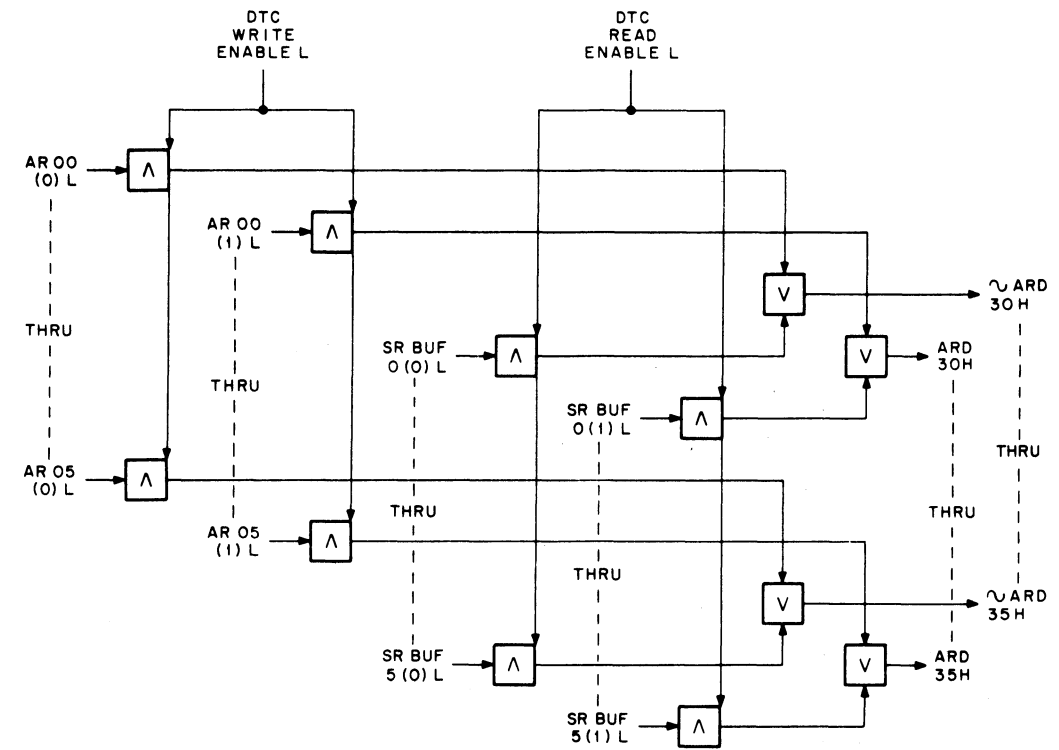 DTC
WRITE
ENABLE L
DTC
READ
ENABLE L
AR 00
(0) L
Λ
AR 00
(1) L
Λ
V
∿ ARD
30H
THRU
SR BUF
0(0) L
Λ
V
ARD
30H
THRU
SR BUF
0(1) L
Λ
THRU
AR 05
(0) L
Λ
THRU
THRU
AR 05
(1) L
Λ
THRU
V
∿ ARD
35H
SR BUF
5(0) L
Λ
V
ARD
35H
SR BUF
5(1) L
Λ